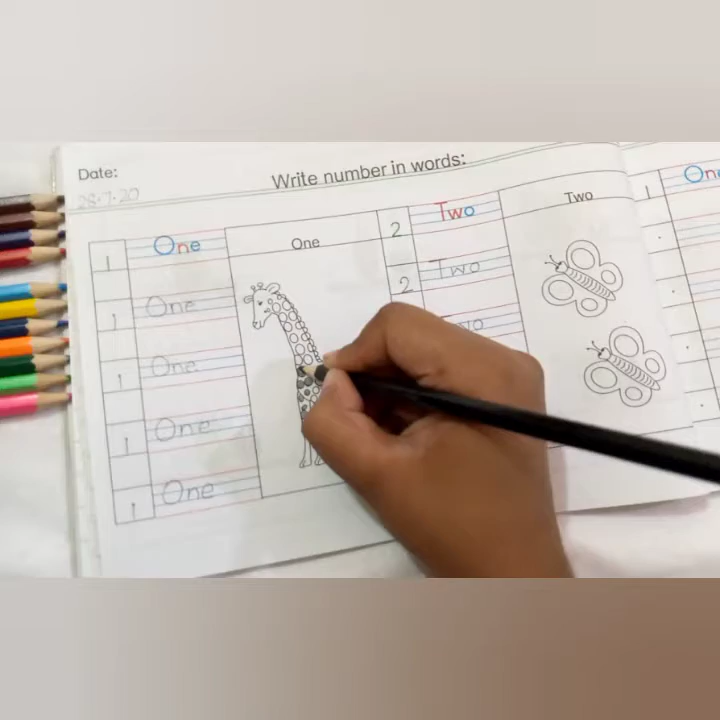 Date:
28.7.20
Write number in words:
1 One One 2 Two Two 1 One
1 One 2 Two
1 One
1 One
1 One